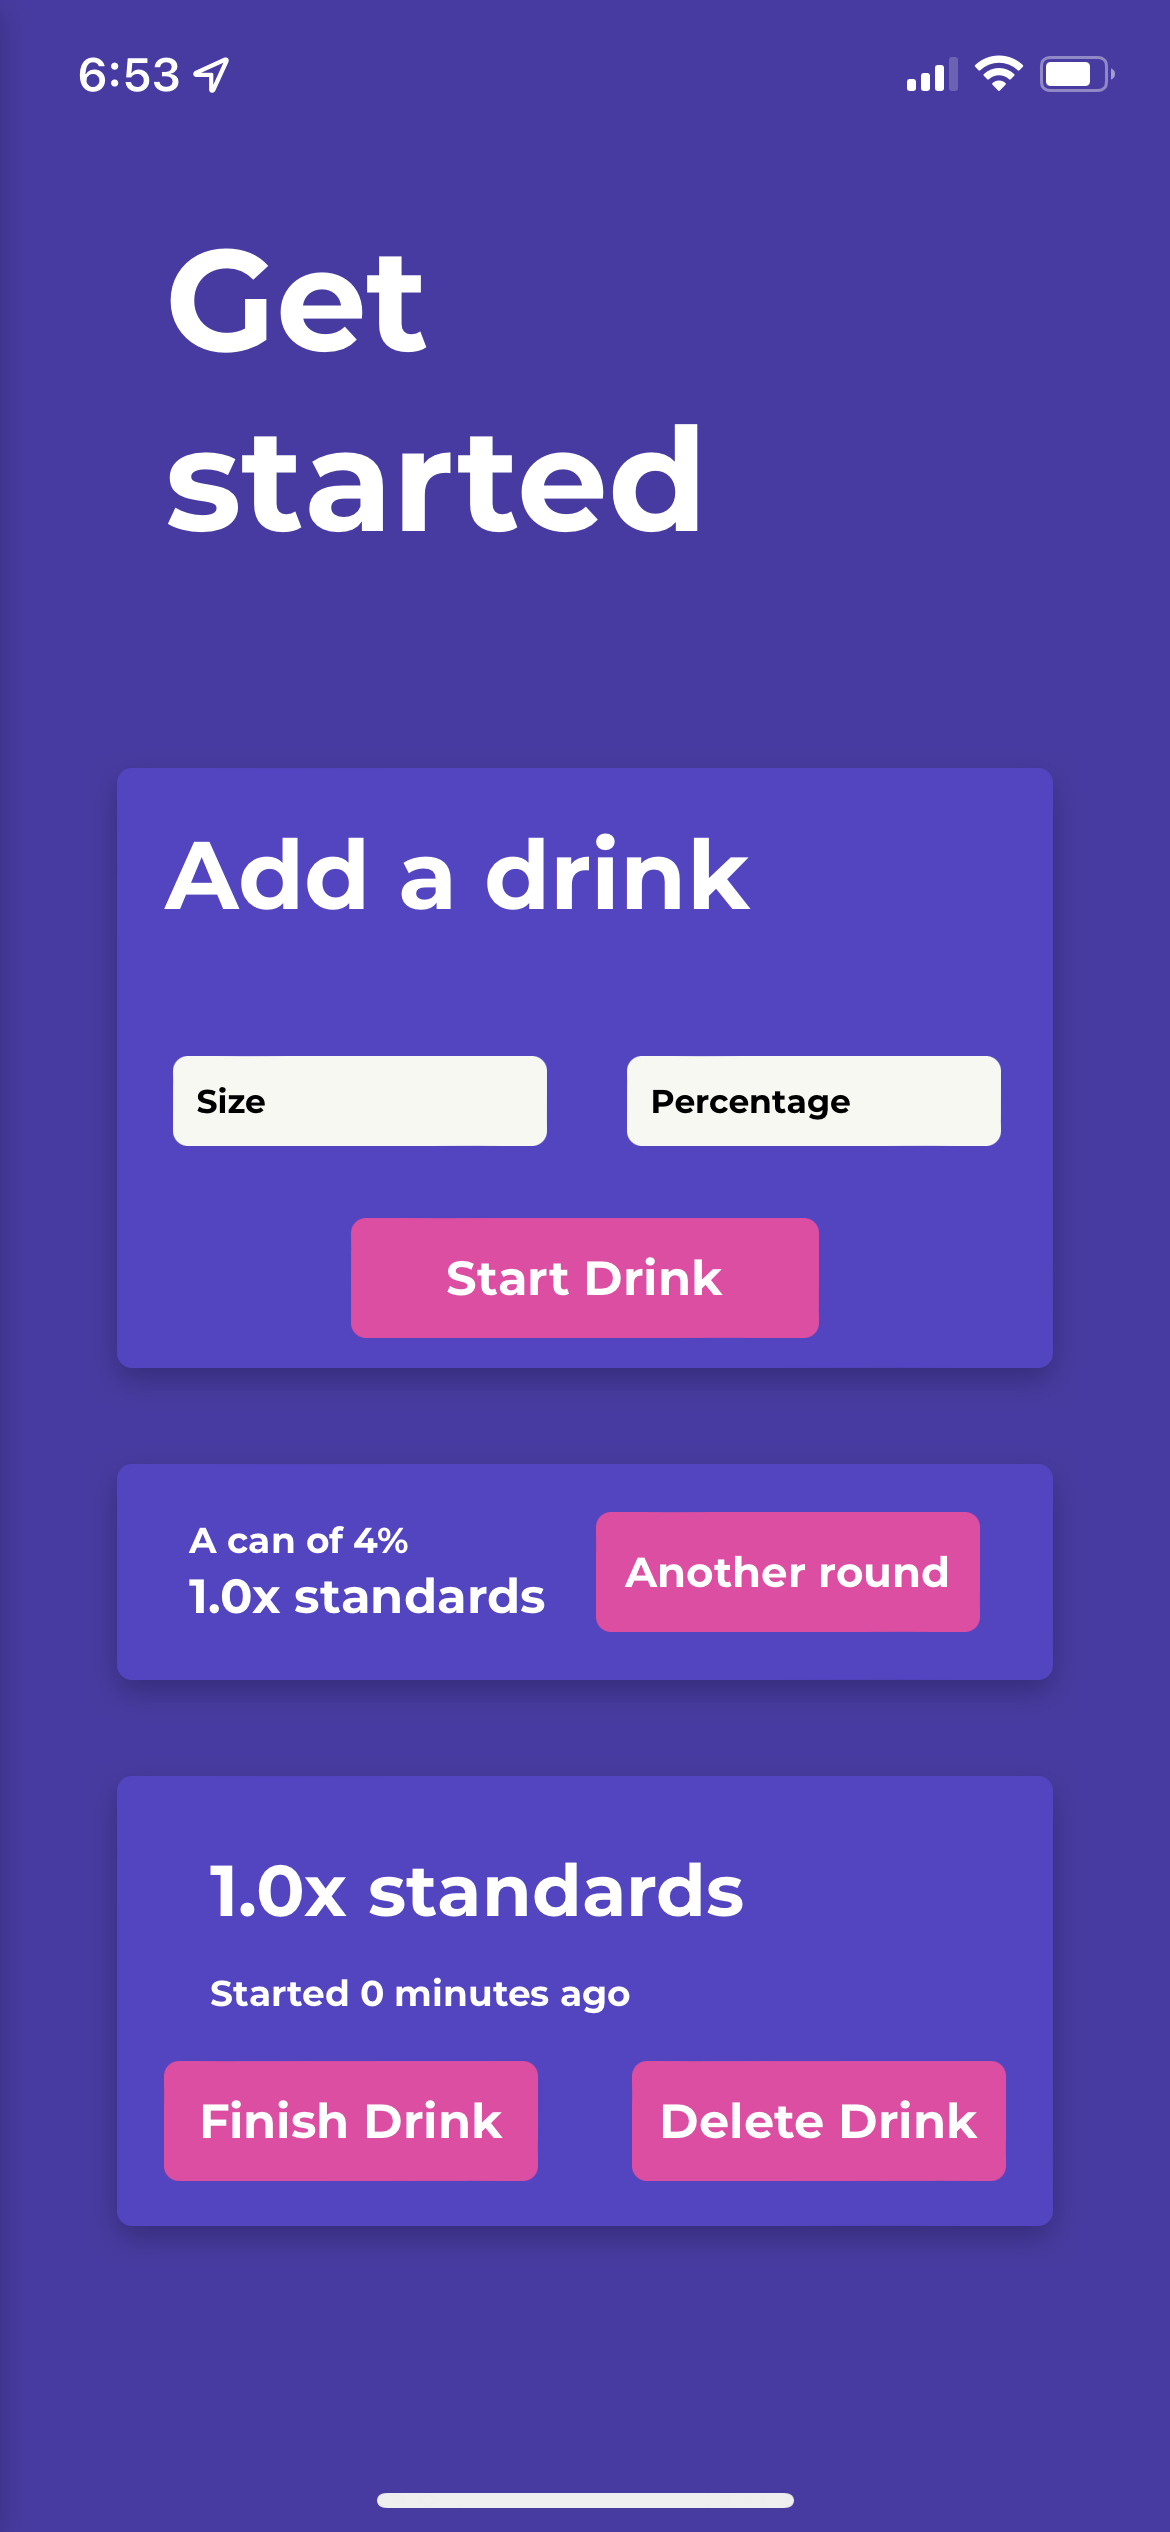 6:53
Get
started
Add a drink
Size
Percentage
Start Drink
A can of 4%
1.0x standards
Another round
1.0x standards
Started 0 minutes ago
Finish Drink
Delete Drink